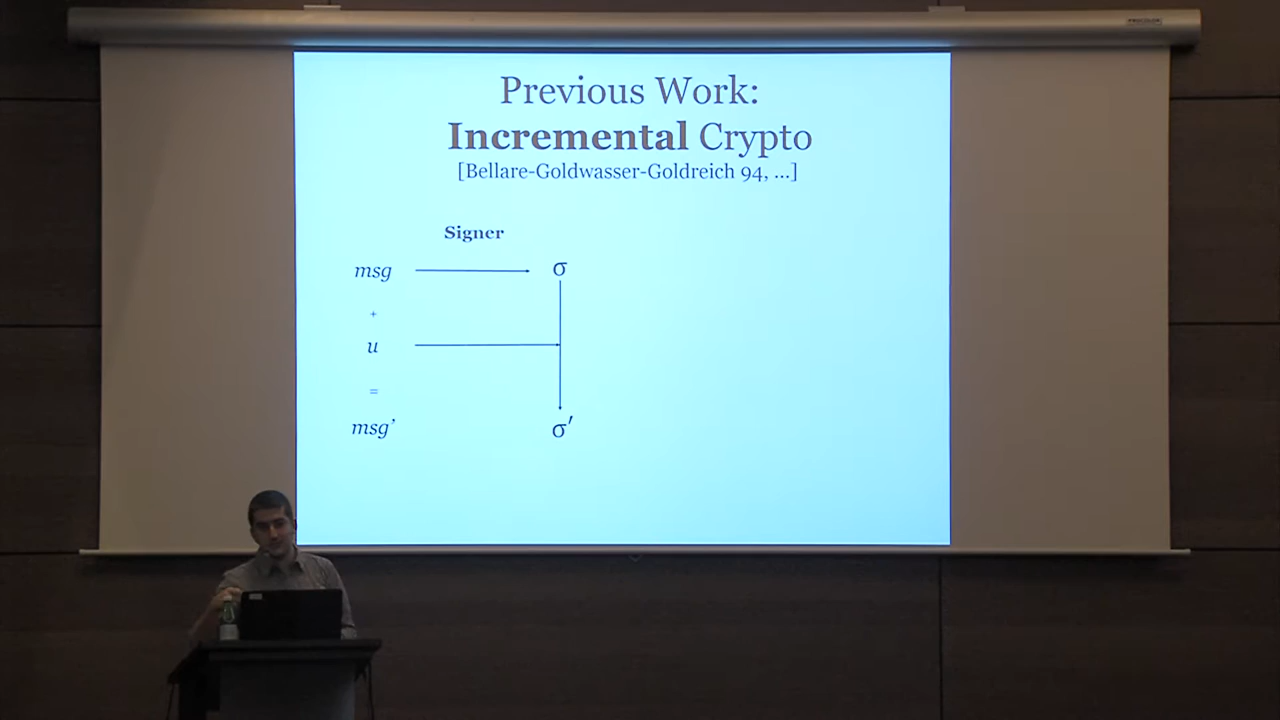 Previous Work:
Incremental Crypto
[Bellare-Goldwasser-Goldreich 94, ...]
Signer
msg
σ
+
u
=
msg'
σ′